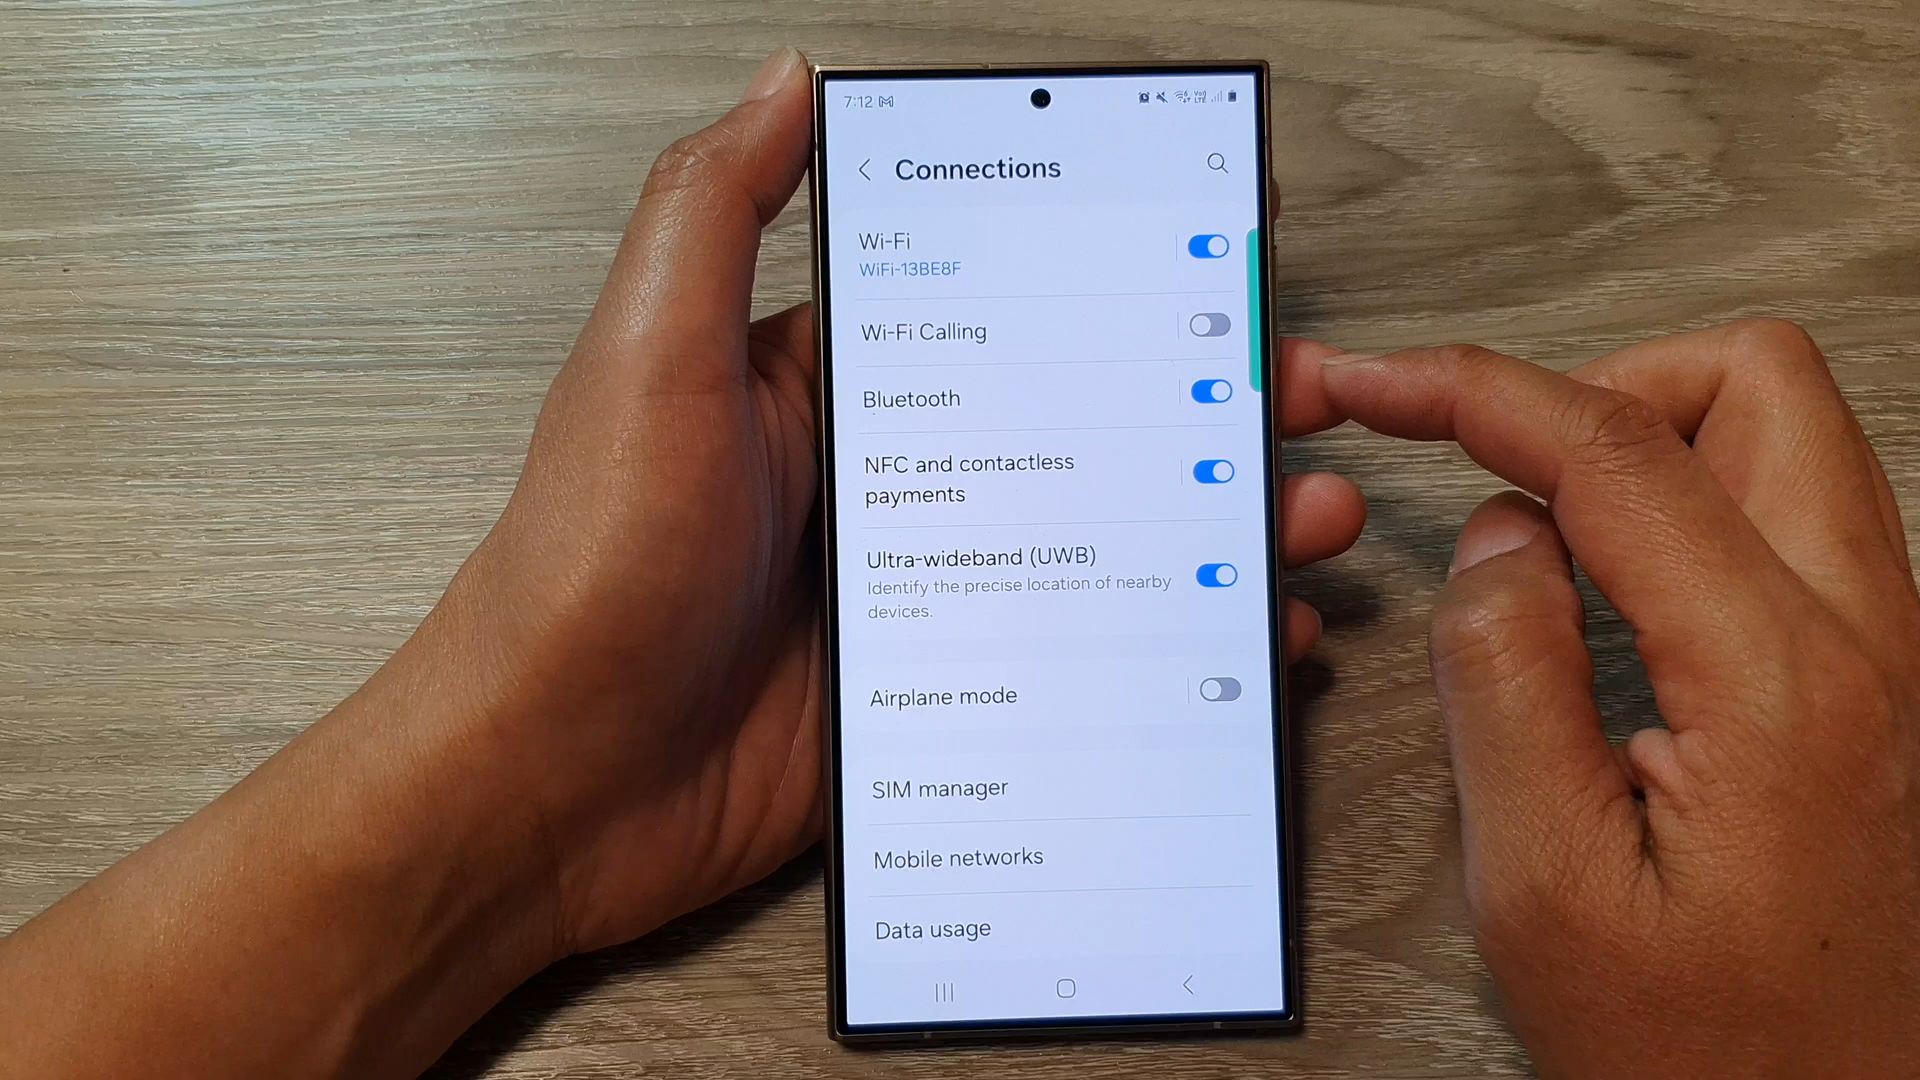 7:12
Connections
Wi-Fi
WiFi-13BE8F
Wi-Fi Calling
Bluetooth
NFC and contactless
payments
Ultra-wideband (UWB)
Identify the precise location of nearby
devices.
Airplane mode
SIM manager
Mobile networks
Data usage